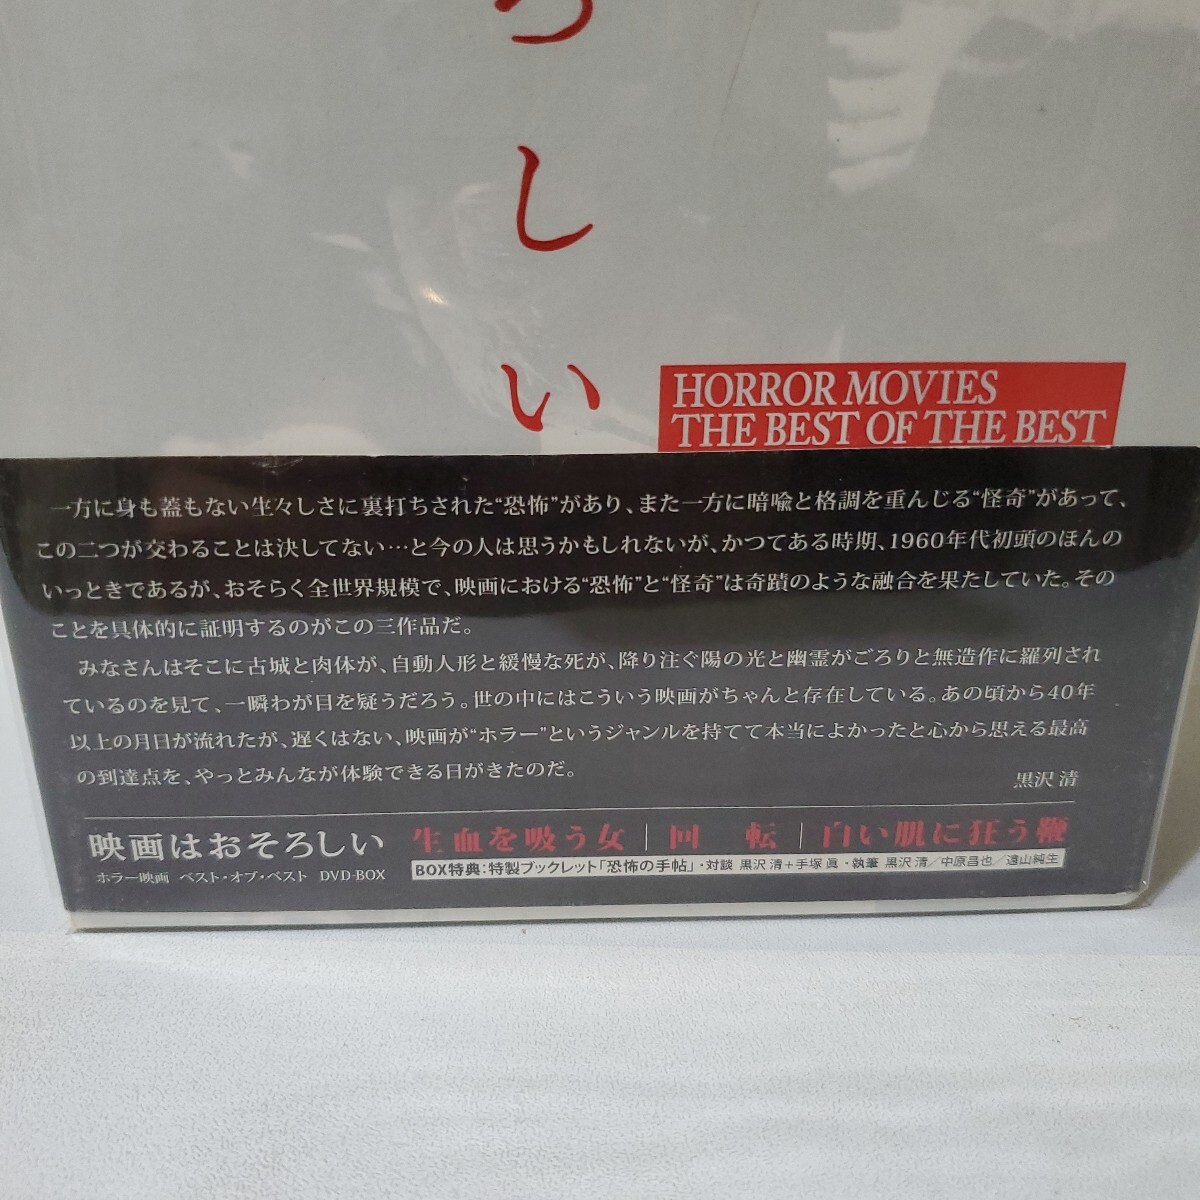 ろしい
HORROR MOVIES
THE BEST OF THE BEST
一方に身も蓋もない生々しさに裏打ちされた“恐怖”があり、また一方に暗喩と格調を重んじる“怪奇”があって、
この二つが交わることは決してない…と今の人は思うかもしれないが、かつてある時期、1960年代初頭のほんの
いっときであるが、おそらく全世界規模で、映画における“恐怖”と“怪奇”は奇蹟のような融合を果たしていた。その
ことを具体的に証明するのがこの三作品だ。
みなさんはそこに古城と肉体が、自動人形と緩慢な死が、降り注ぐ陽の光と幽霊がごろりと無造作に羅列され
ているのを見て、一瞬わが目を疑うだろう。世の中にはこういう映画がちゃんと存在している。あの頃から40年
以上の月日が流れたが、遅くはない、映画が“ホラー”というジャンルを持てて本当によかったと心から思える最高
の到達点を、やっとみんなが体験できる日がきたのだ。
黒沢 清
映画はおそろしい
ホラー映画 ベスト・オブ・ベスト DVD-BOX
生血を吸う女｜回 転｜白い肌に狂う鞭
BOX特典：特製ブックレット「恐怖の手帖」・対談 黒沢 清＋手塚 眞・執筆 黒沢 清／中原昌也／遠山純生